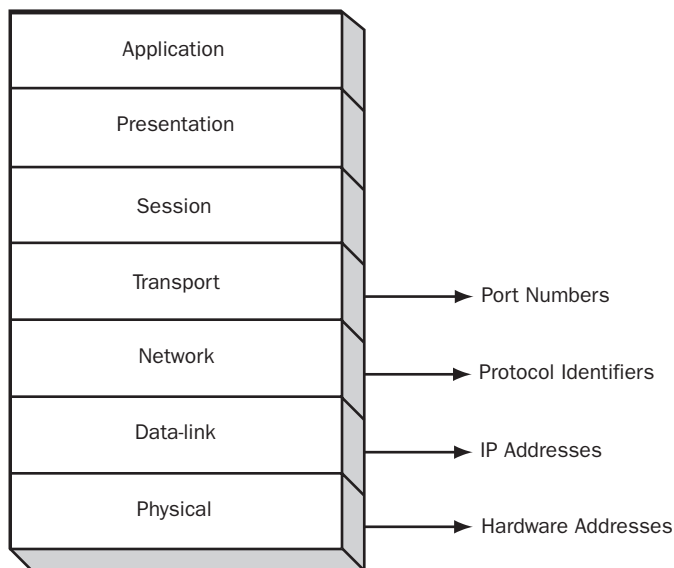 Application
Presentation
Session
Transport
Port Numbers
Network
Protocol Identifiers
Data-link
IP Addresses
Physical
Hardware Addresses